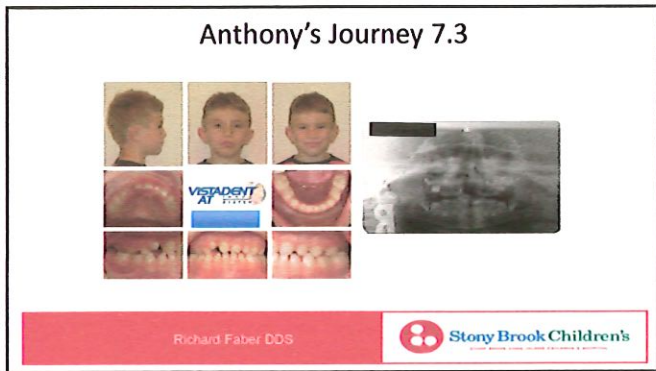 Anthony's Journey 7.3
VISTADENT
AT
Richard Faber DDS
Stony Brook Children's